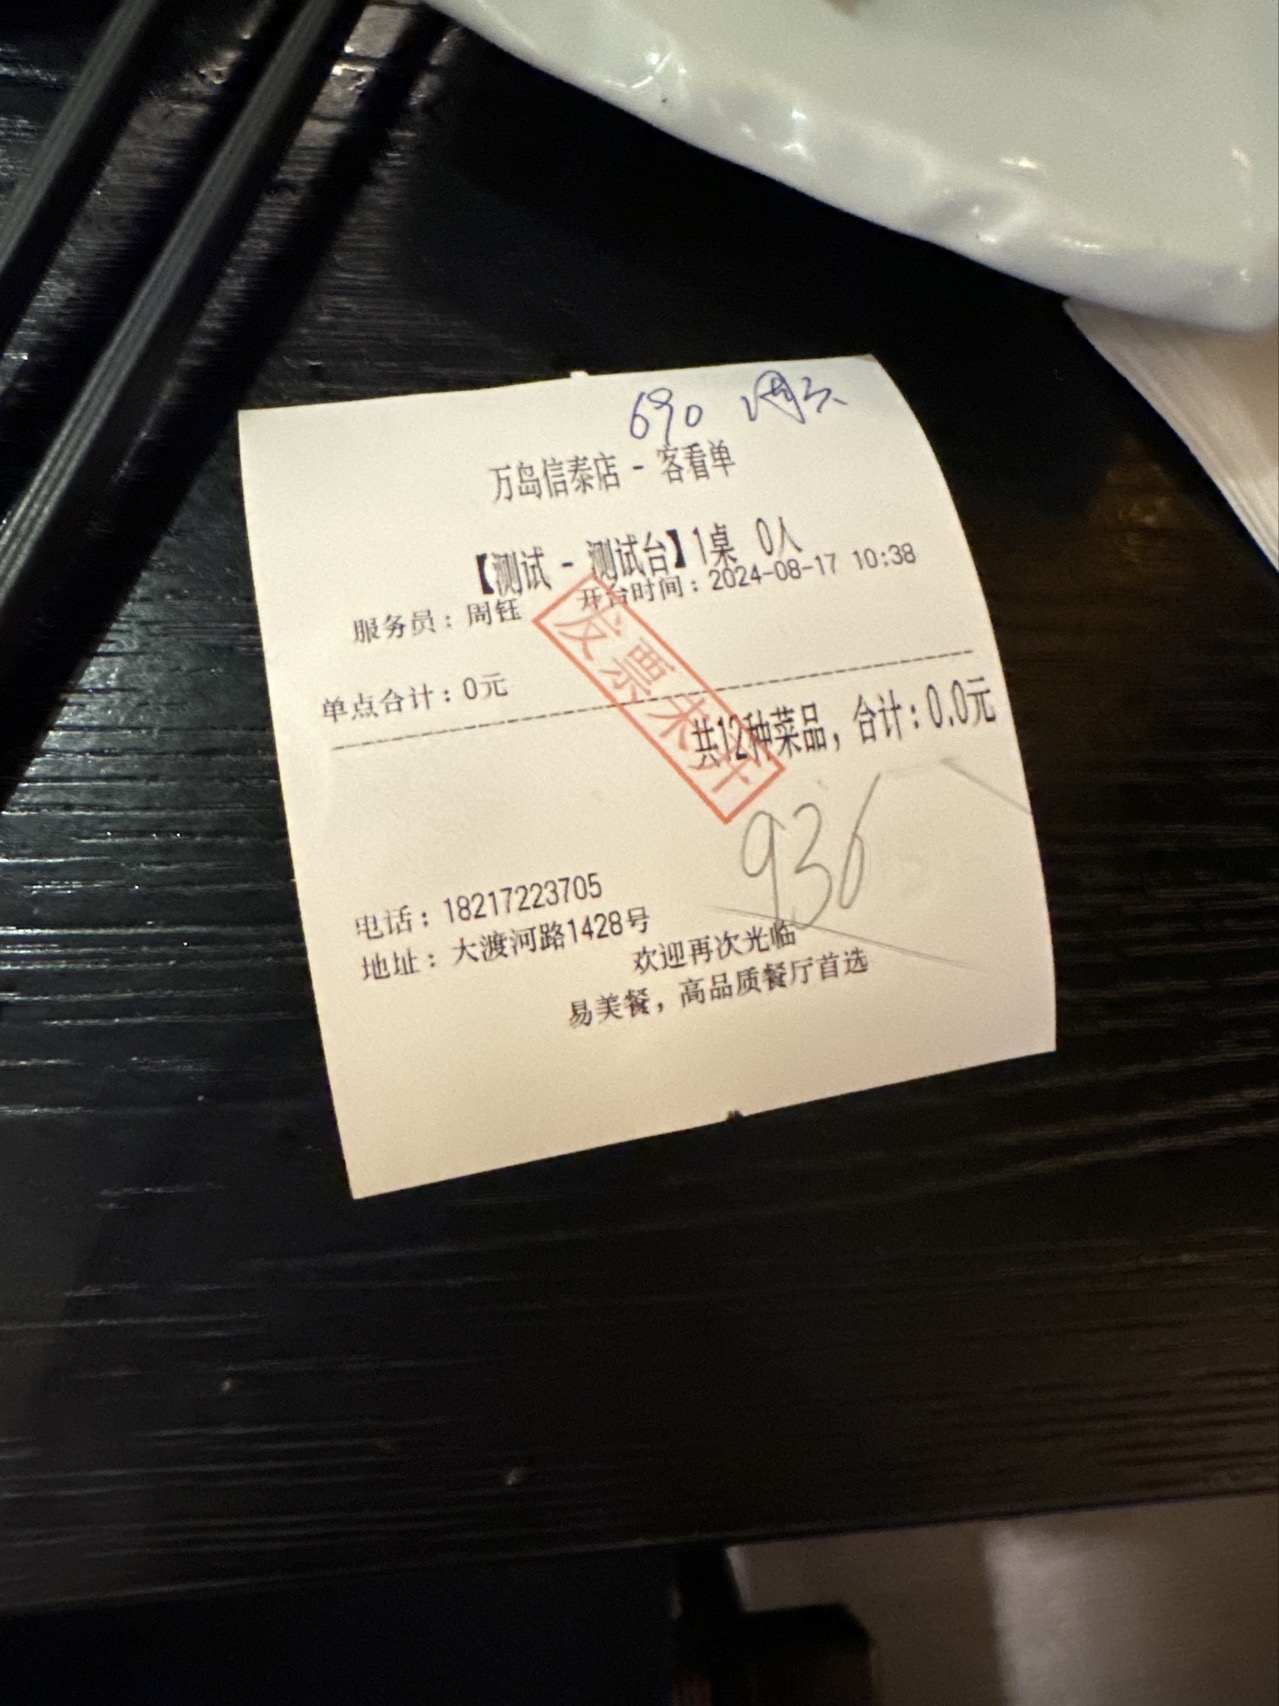 690
万岛信泰店 - 客看单
【测试 - 测试台】1桌 0人
服务员：周钰 开台时间：2024-08-17 10:38
发票未开
单点合计：0元
共12种菜品，合计：0.0元
936
电话：18217223705
地址：大渡河路1428号
欢迎再次光临
易美餐，高品质餐厅首选